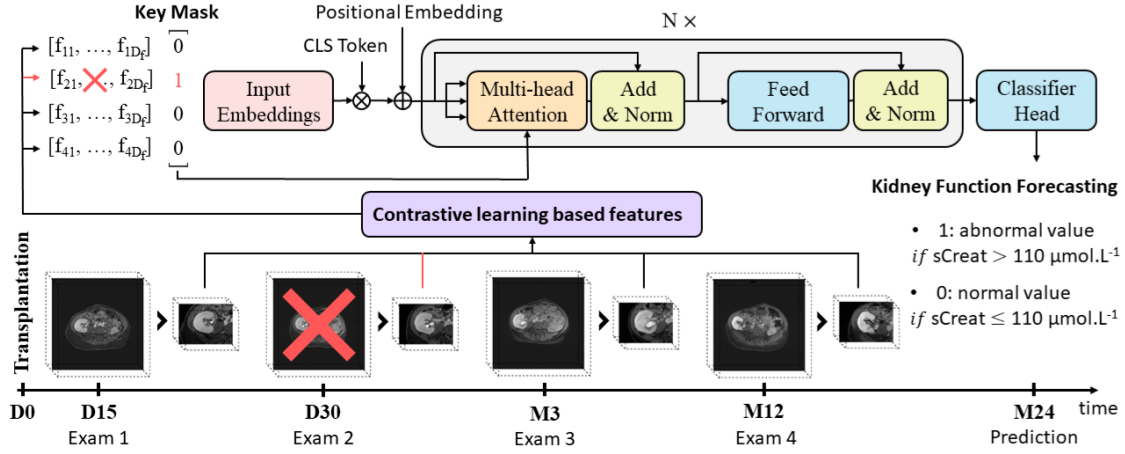 Key Mask
Positional Embedding
N ×
CLS Token
[f11, …, f1Df] 0
[f21, …, f2Df] 1
[f31, …, f3Df] 0
[f41, …, f4Df] 0
Input
Embeddings
Multi-head
Attention
Add
& Norm
Feed
Forward
Add
& Norm
Classifier
Head
Contrastive learning based features
Kidney Function Forecasting
• 1: abnormal value
if sCreat > 110 μmol.L-1
• 0: normal value
if sCreat ≤ 110 μmol.L-1
Transplantation
D0 D15 D30 M3 M12 M24 time
Exam 1 Exam 2 Exam 3 Exam 4 Prediction